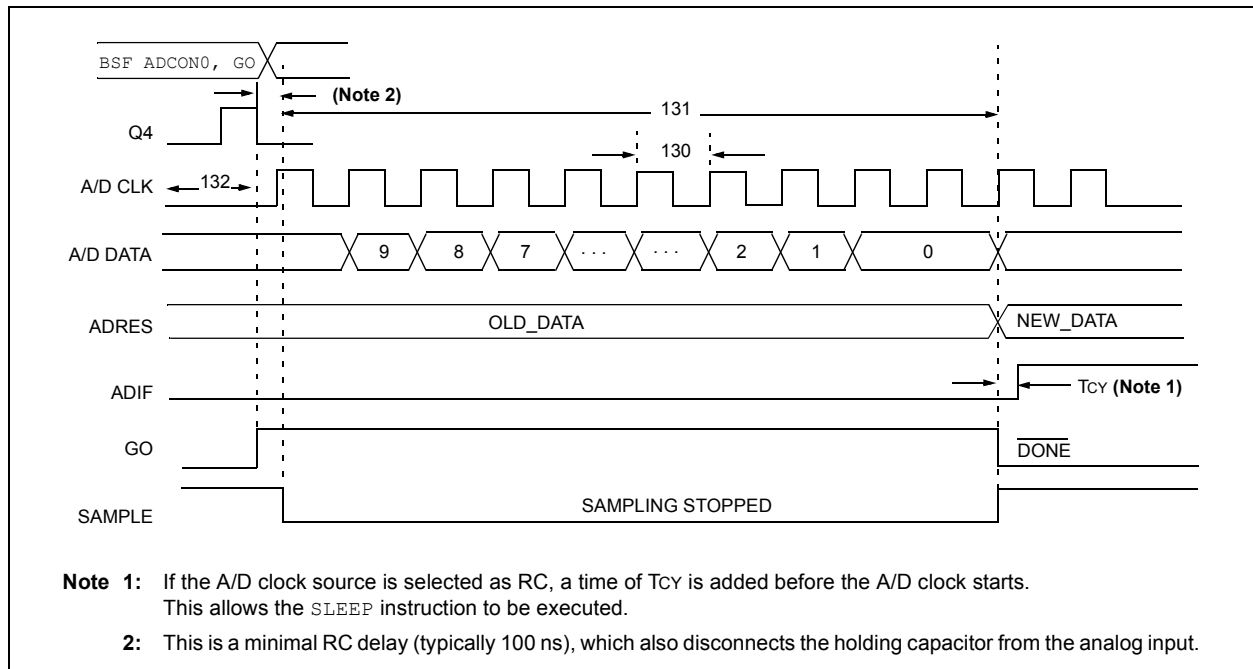 BSF ADCON0, GO
(Note 2)
131
Q4
130
A/D CLK
132
A/D DATA
9
8
7
. . .
. . .
2
1
0
ADRES
OLD_DATA
NEW_DATA
ADIF
TCY (Note 1)
GO
DONE
SAMPLE
SAMPLING STOPPED
Note 1: If the A/D clock source is selected as RC, a time of TCY is added before the A/D clock starts.
This allows the SLEEP instruction to be executed.
2: This is a minimal RC delay (typically 100 ns), which also disconnects the holding capacitor from the analog input.